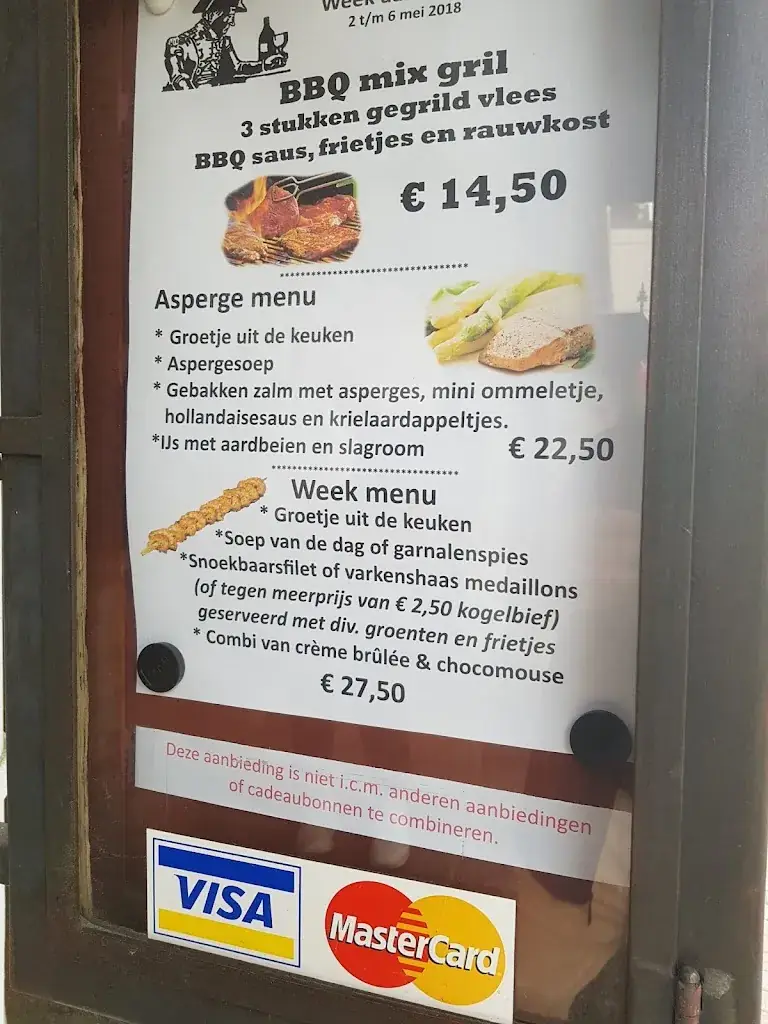 Week
2 t/m 6 mei 2018
BBQ mix gril
3 stukken gegrild vlees
BBQ saus, frietjes en rauwkost
€ 14,50
************************************
Asperge menu
* Groetje uit de keuken
* Aspergesoep
* Gebakken zalm met asperges, mini ommeletje,
hollandaisesaus en krielaardappeltjes.
*IJs met aardbeien en slagroom
€ 22,50
************************************
Week menu
* Groetje uit de keuken
*Soep van de dag of garnalenspies
*Snoekbaarsfilet of varkenshaas medaillons
(of tegen meerprijs van € 2,50 kogelbief)
geserveerd met div. groenten en frietjes
* Combi van crème brûlée & chocomouse
€ 27,50
Deze aanbieding is niet i.c.m. anderen aanbiedingen
of cadeaubonnen te combineren.
VISA
MasterCard